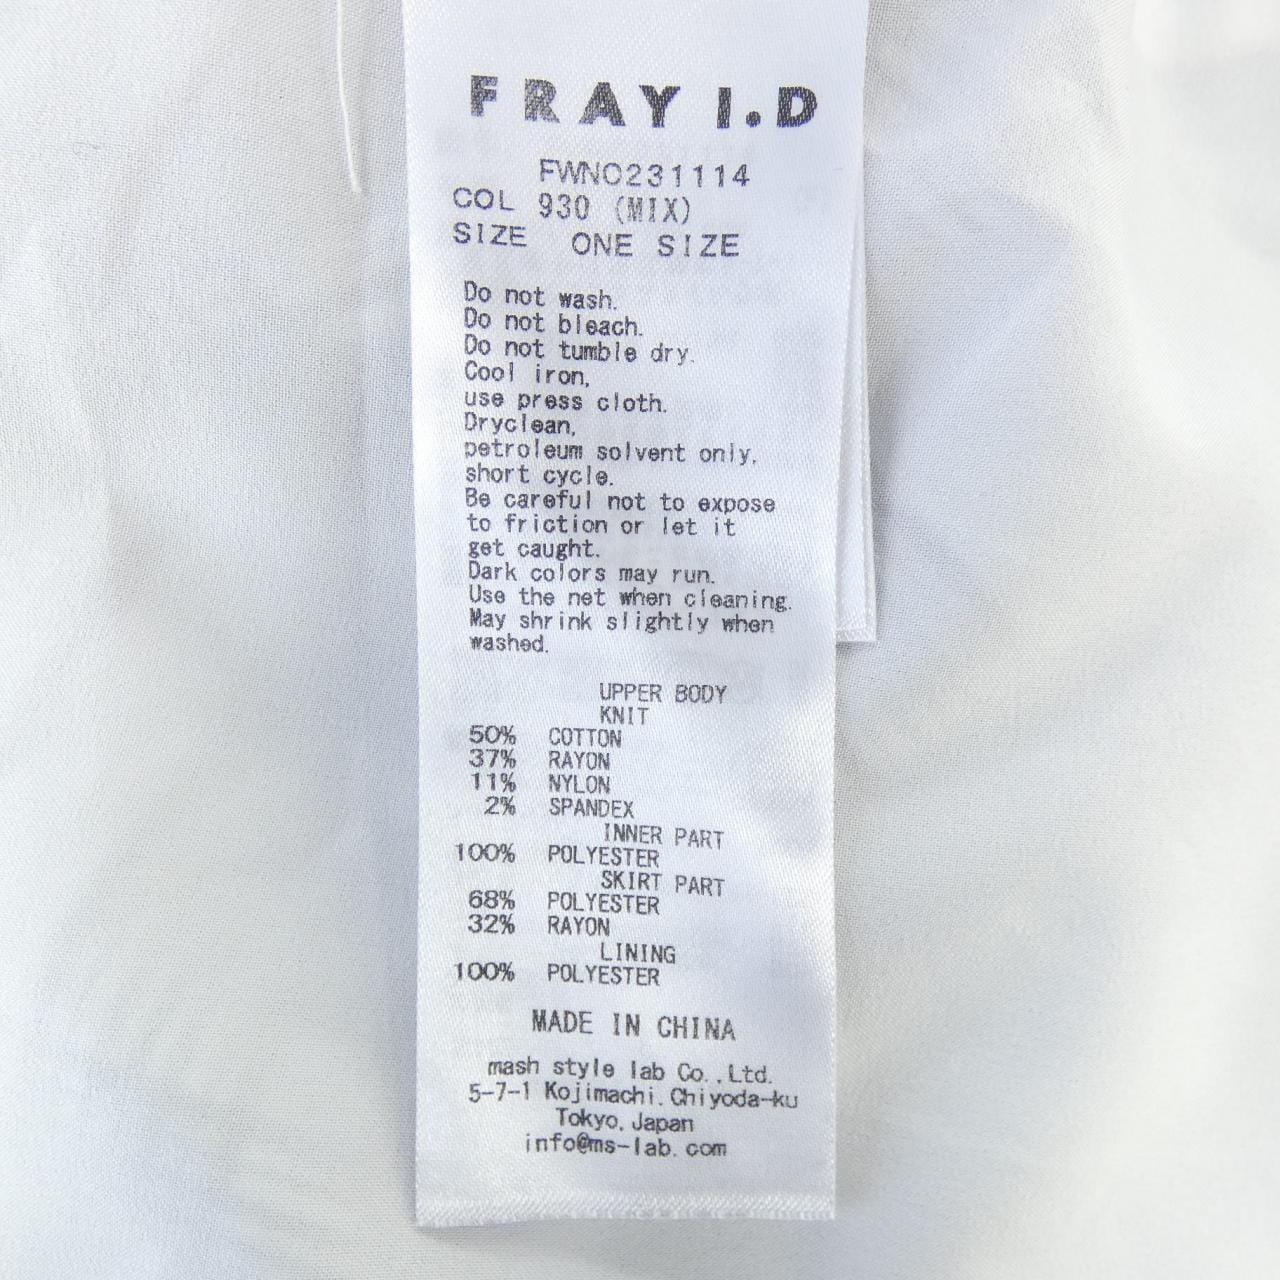 FRAY I.D
FWNO231114
COL 930 (MIX)
SIZE ONE SIZE
Do not wash.
Do not bleach.
Do not tumble dry.
Cool iron,
use press cloth.
Dryclean,
petroleum solvent only,
short cycle.
Be careful not to expose
to friction or let it
get caught.
Dark colors may run.
Use the net when cleaning.
May shrink slightly when
washed.
UPPER BODY
KNIT
50% COTTON
37% RAYON
11% NYLON
2% SPANDEX
INNER PART
100% POLYESTER
SKIRT PART
68% POLYESTER
32% RAYON
LINING
100% POLYESTER
MADE IN CHINA
mash style lab Co.,Ltd.
5-7-1 Kojimachi.Chiyoda-ku
Tokyo,Japan
info@ms-lab.com